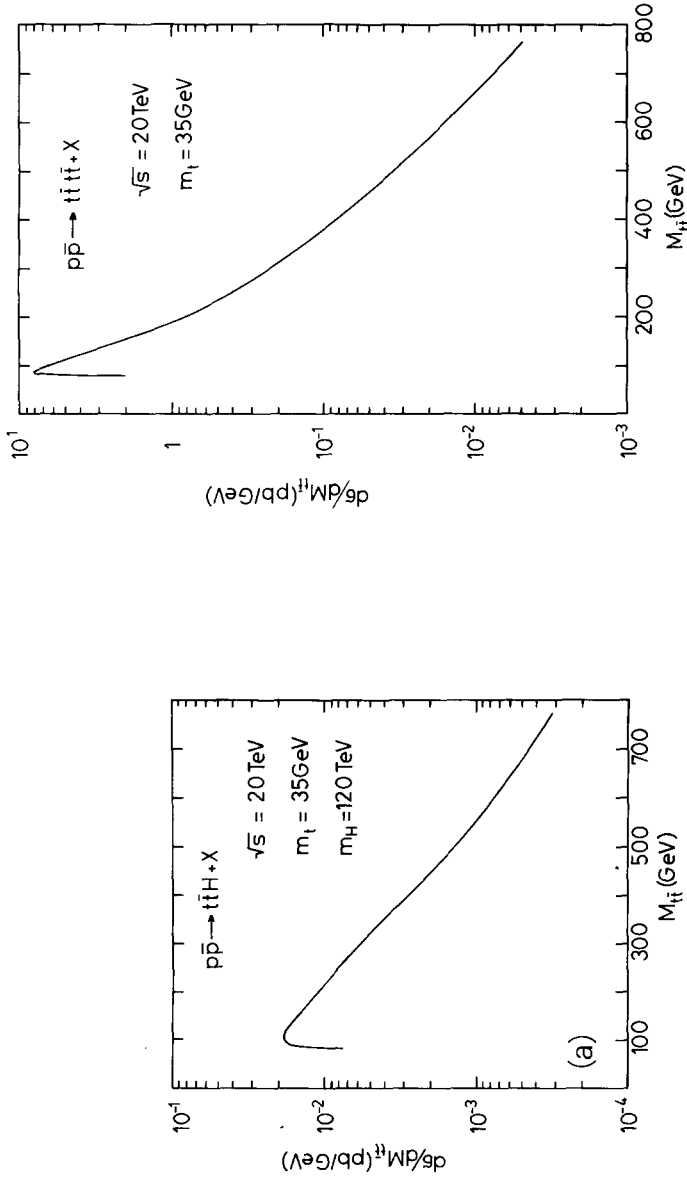 10⁻¹
10⁻²
10⁻³
10⁻⁴
dσ/dM_tt̄ (pb/GeV)
pp̄ → tt̄H + X
√s = 20 TeV
m_t = 35 GeV
m_H = 120 TeV
(a)
100
300
500
700
M_tt̄ (GeV)
10¹
1
10⁻¹
10⁻²
10⁻³
dσ/dM_tt̄ (pb/GeV)
pp̄ → tt̄ tt̄ + X
√s = 20 TeV
m_t = 35 GeV
200
400
600
800
M_tt̄ (GeV)